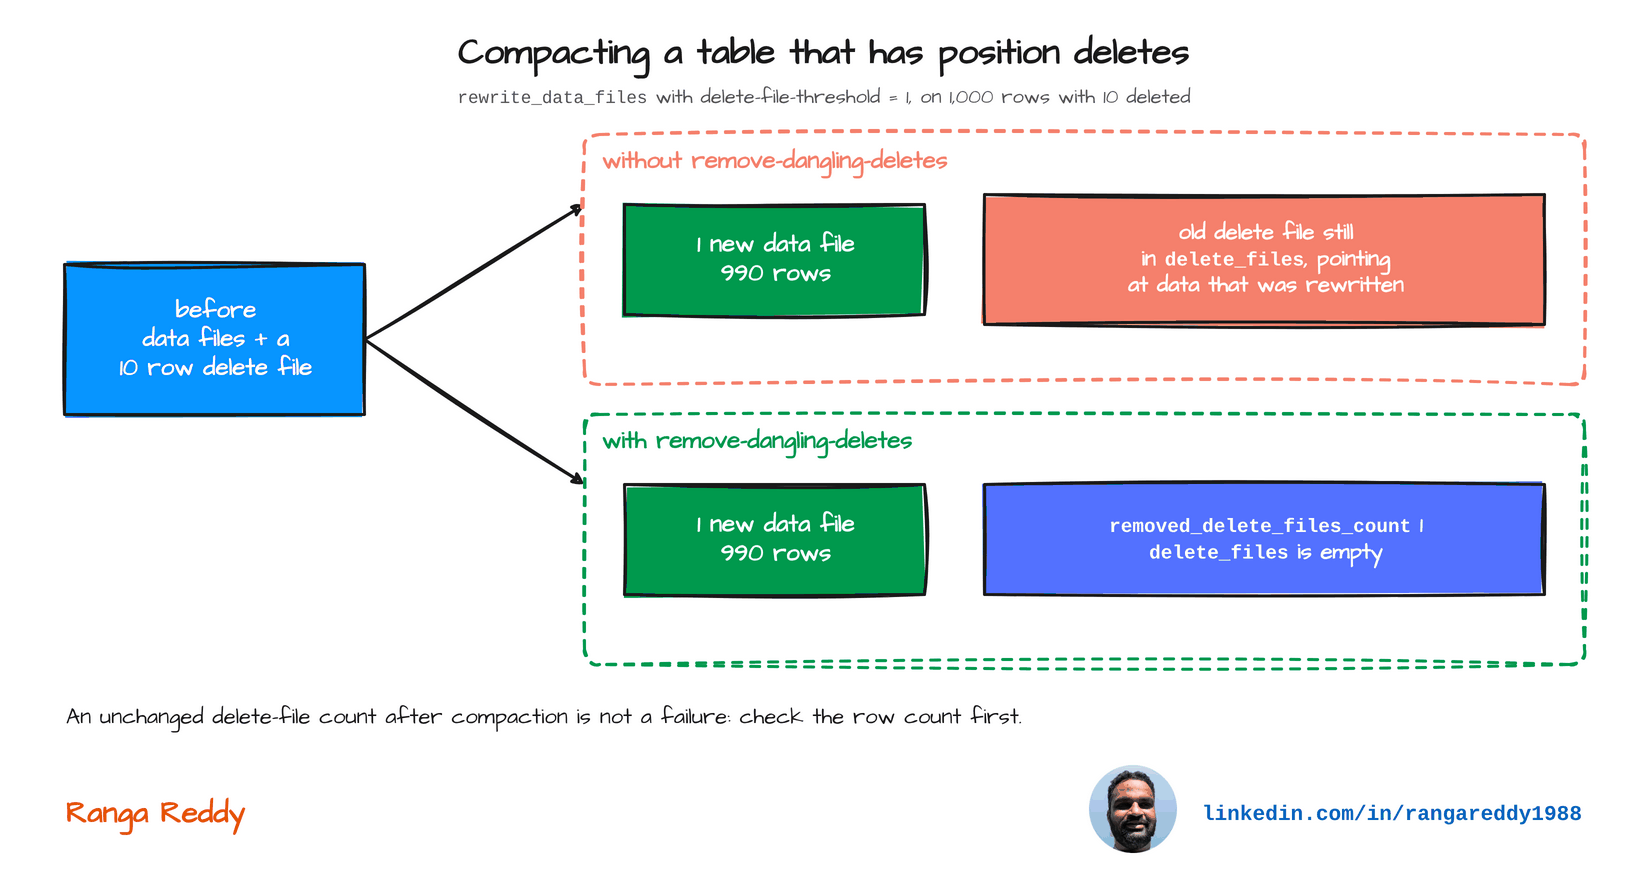 Compacting a table that has position deletes
rewrite_data_files with delete-file-threshold = 1, on 1,000 rows with 10 deleted
without remove-dangling-deletes
1 new data file
990 rows
old delete file still
in delete_files, pointing
at data that was rewritten
before
data files + a
10 row delete file
with remove-dangling-deletes
1 new data file
990 rows
removed_delete_files_count 1
delete_files is empty
An unchanged delete-file count after compaction is not a failure: check the row count first.
Ranga Reddy
linkedin.com/in/rangareddy1988